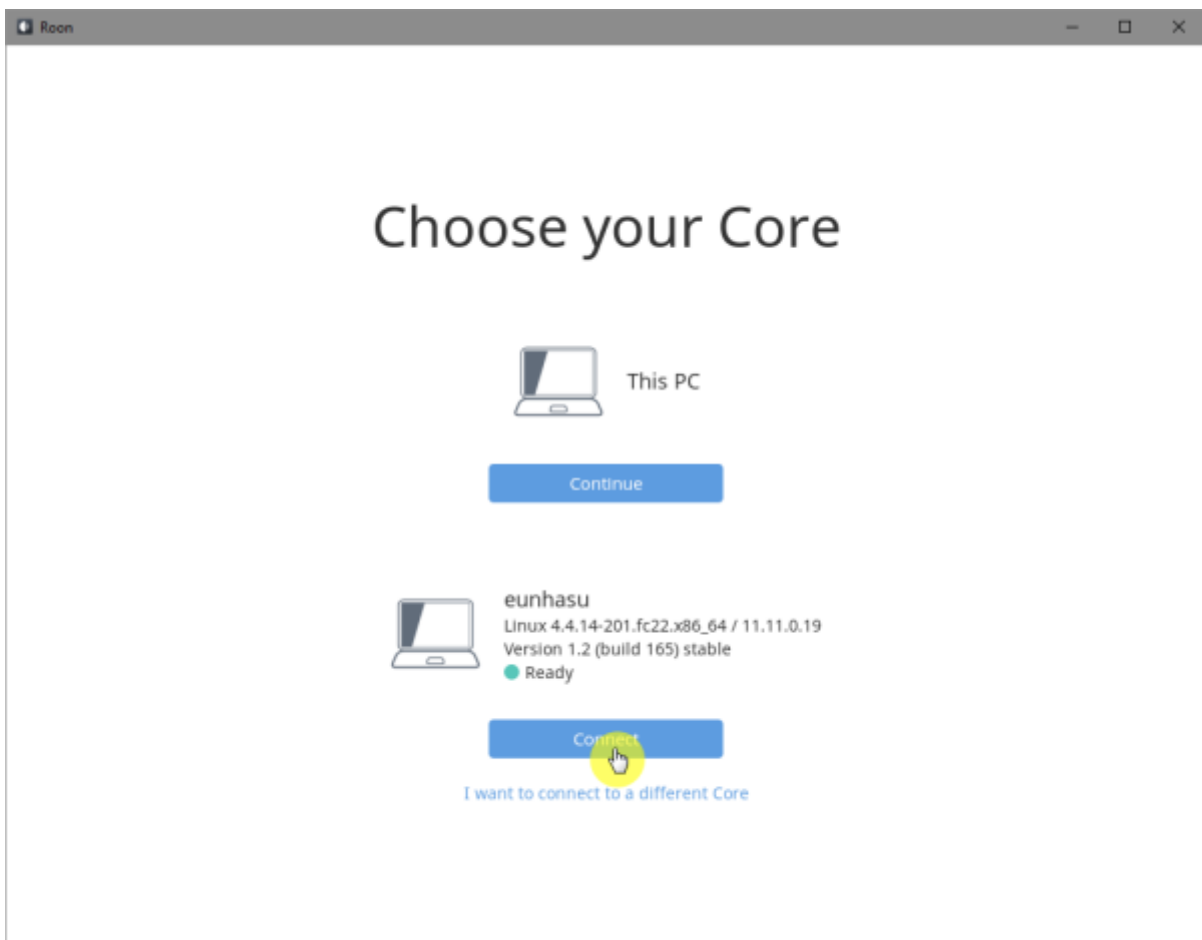 Roon
Choose your Core
This PC
Continue
eunhasu
Linux 4.4.14-201.fc22.x86_64 / 11.11.0.19
Version 1.2 (build 165) stable
Ready
Connect
I want to connect to a different Core